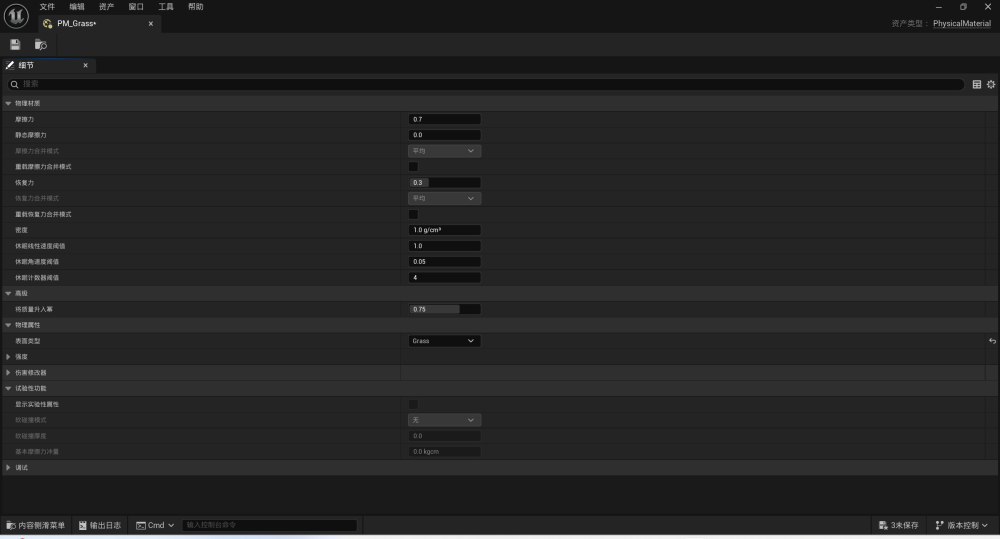 文件 编辑 资产 窗口 工具 帮助
PM_Grass*
资产类型： PhysicalMaterial
细节
搜索
物理材质
摩擦力 0.7
静态摩擦力 0.0
摩擦力合并模式 平均
重载摩擦力合并模式
恢复力 0.3
恢复力合并模式 平均
重载恢复力合并模式
密度 1.0 g/cm³
休眠线性速度阈值 1.0
休眠角速度阈值 0.05
休眠计数器阈值 4
高级
将质量升入幂 0.75
物理属性
表面类型 Grass
强度
伤害修改器
试验性功能
显示实验性属性
软碰撞模式 无
软碰撞厚度 0.0
基本摩擦力冲量 0.0 kgcm
调试
内容侧滑菜单 输出日志 Cmd 输入控制台命令 3未保存 版本控制